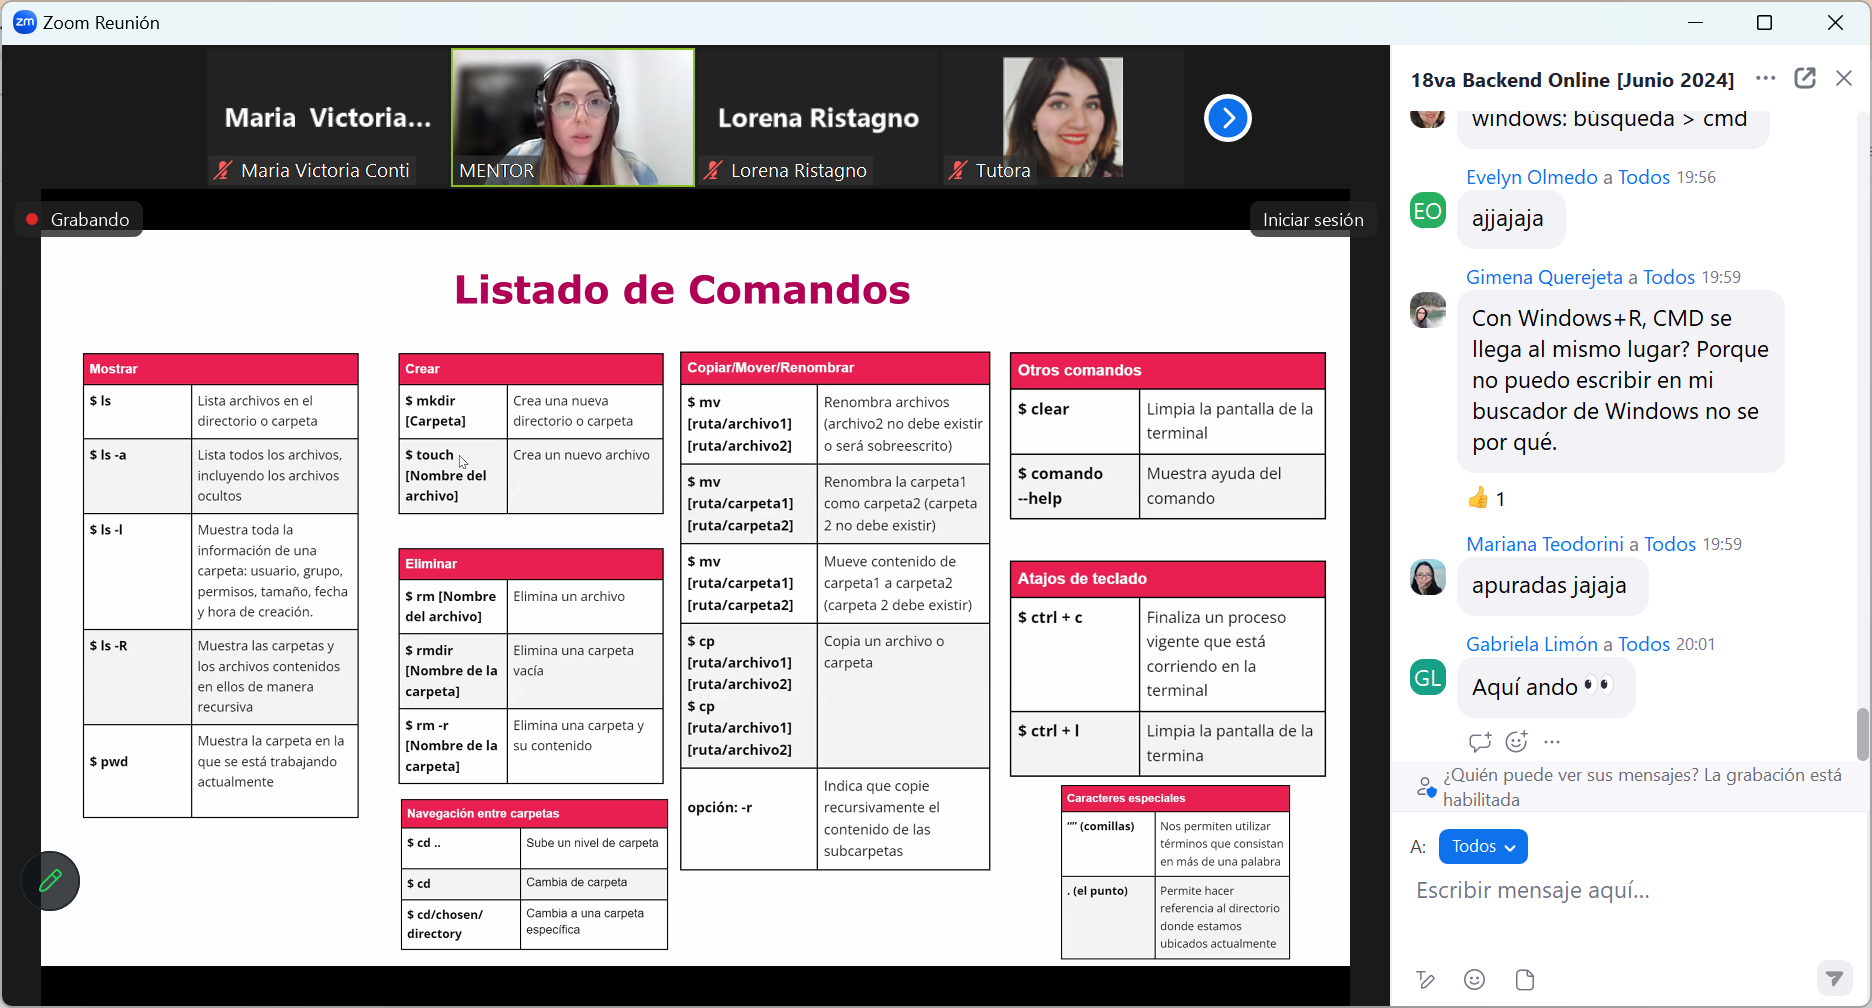 zm Zoom Reunión
Maria Victoria...
Maria Victoria Conti
MENTOR
Lorena Ristagno
Lorena Ristagno
Tutora
Grabando
Iniciar sesión
Listado de Comandos
Mostrar
$ ls
Lista archivos en el
directorio o carpeta
$ ls -a
Lista todos los archivos,
incluyendo los archivos
ocultos
$ ls -l
Muestra toda la
información de una
carpeta: usuario, grupo,
permisos, tamaño, fecha
y hora de creación.
$ ls -R
Muestra las carpetas y
los archivos contenidos
en ellos de manera
recursiva
$ pwd
Muestra la carpeta en la
que se está trabajando
actualmente
Crear
$ mkdir
[Carpeta]
Crea una nueva
directorio o carpeta
$ touch
[Nombre del
archivo]
Crea un nuevo archivo
Eliminar
$ rm [Nombre
del archivo]
Elimina un archivo
$ rmdir
[Nombre de la
carpeta]
Elimina una carpeta
vacía
$ rm -r
[Nombre de la
carpeta]
Elimina una carpeta y
su contenido
Navegación entre carpetas
$ cd ..
Sube un nivel de carpeta
$ cd
Cambia de carpeta
$ cd/chosen/
directory
Cambia a una carpeta
específica
Copiar/Mover/Renombrar
$ mv
[ruta/archivo1]
[ruta/archivo2]
Renombra archivos
(archivo2 no debe existir
o será sobreescrito)
$ mv
[ruta/carpeta1]
[ruta/carpeta2]
Renombra la carpeta1
como carpeta2 (carpeta
2 no debe existir)
$ mv
[ruta/carpeta1]
[ruta/carpeta2]
Mueve contenido de
carpeta1 a carpeta2
(carpeta 2 debe existir)
$ cp
[ruta/archivo1]
[ruta/archivo2]
$ cp
[ruta/archivo1]
[ruta/archivo2]
Copia un archivo o
carpeta
opción: -r
Indica que copie
recursivamente el
contenido de las
subcarpetas
Otros comandos
$ clear
Limpia la pantalla de la
terminal
$ comando
--help
Muestra ayuda del
comando
Atajos de teclado
$ ctrl + c
Finaliza un proceso
vigente que está
corriendo en la
terminal
$ ctrl + l
Limpia la pantalla de la
termina
Caracteres especiales
“” (comillas)
Nos permiten utilizar
términos que consistan
en más de una palabra
. (el punto)
Permite hacer
referencia al directorio
donde estamos
ubicados actualmente
18va Backend Online [Junio 2024]
windows: búsqueda > cmd
Evelyn Olmedo a Todos 19:56
EO
ajjajaja
Gimena Querejeta a Todos 19:59
Con Windows+R, CMD se
llega al mismo lugar? Porque
no puedo escribir en mi
buscador de Windows no se
por qué.
👍 1
Mariana Teodorini a Todos 19:59
apuradas jajaja
Gabriela Limón a Todos 20:01
GL
Aquí ando 👀
¿Quién puede ver sus mensajes? La grabación está
habilitada
A: Todos
Escribir mensaje aquí...